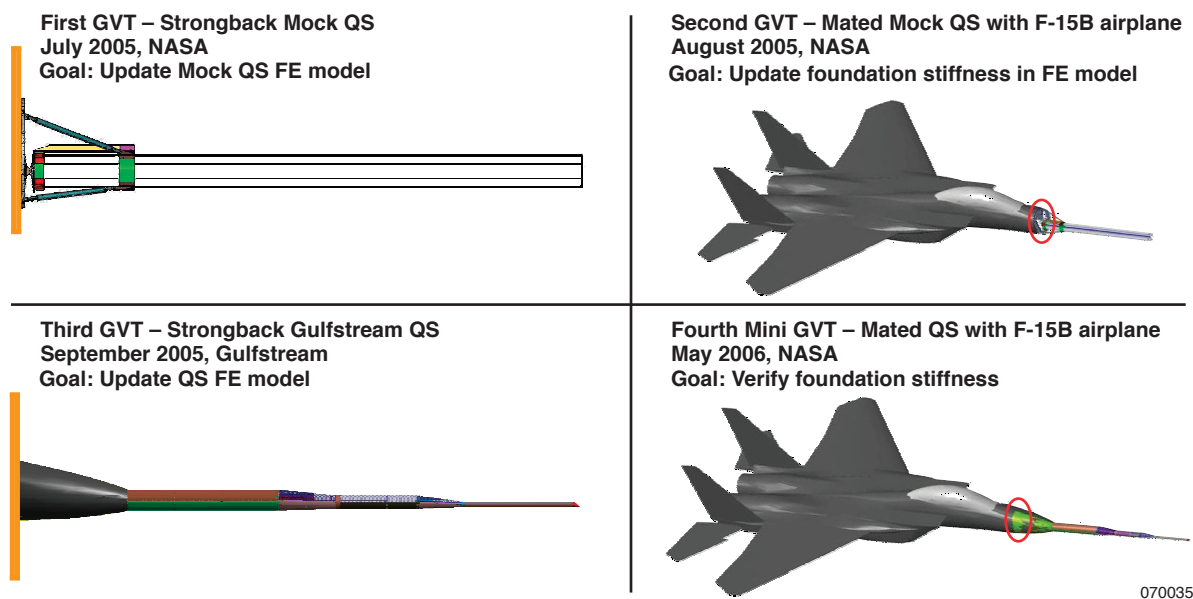 First GVT – Strongback Mock QS
July 2005, NASA
Goal: Update Mock QS FE model
Second GVT – Mated Mock QS with F-15B airplane
August 2005, NASA
Goal: Update foundation stiffness in FE model
Third GVT – Strongback Gulfstream QS
September 2005, Gulfstream
Goal: Update QS FE model
Fourth Mini GVT – Mated QS with F-15B airplane
May 2006, NASA
Goal: Verify foundation stiffness
070035